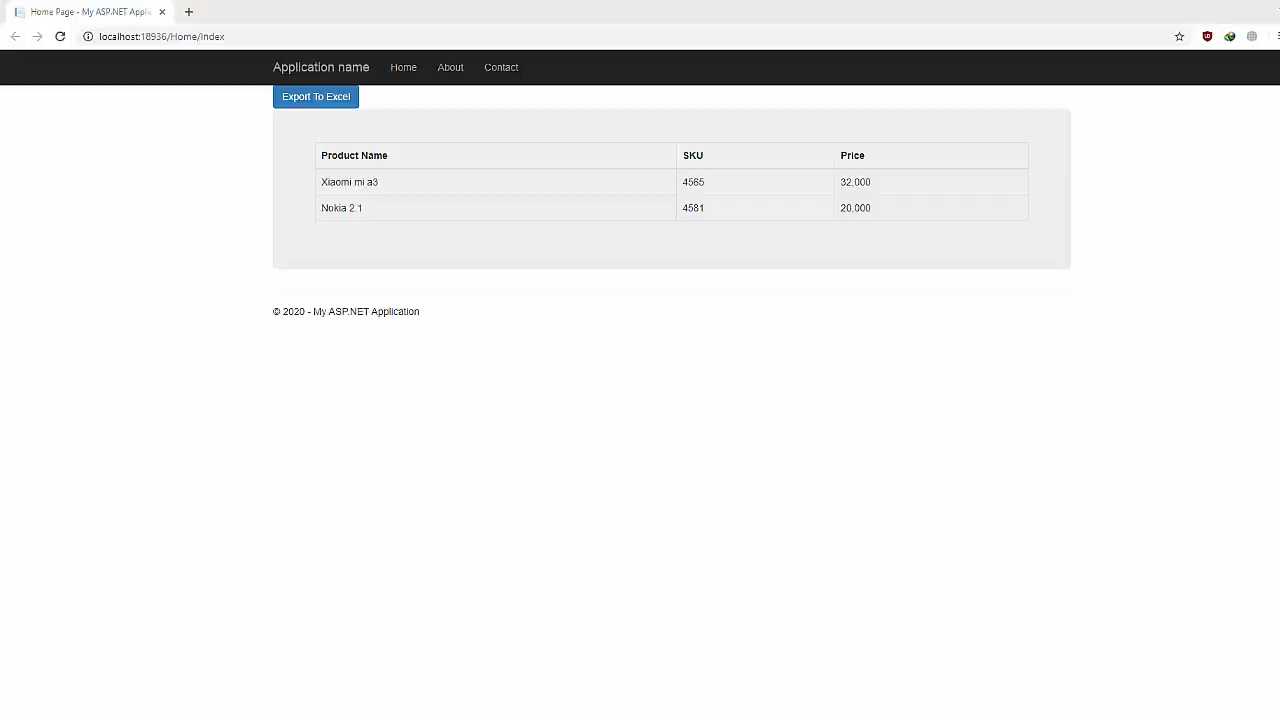 Home Page - My ASP.NET Appli
localhost:18936/Home/Index
Application name Home About Contact
Export To Excel
Product Name SKU Price
Xiaomi mi a3 4565 32,000
Nokia 2.1 4581 20,000
© 2020 - My ASP.NET Application